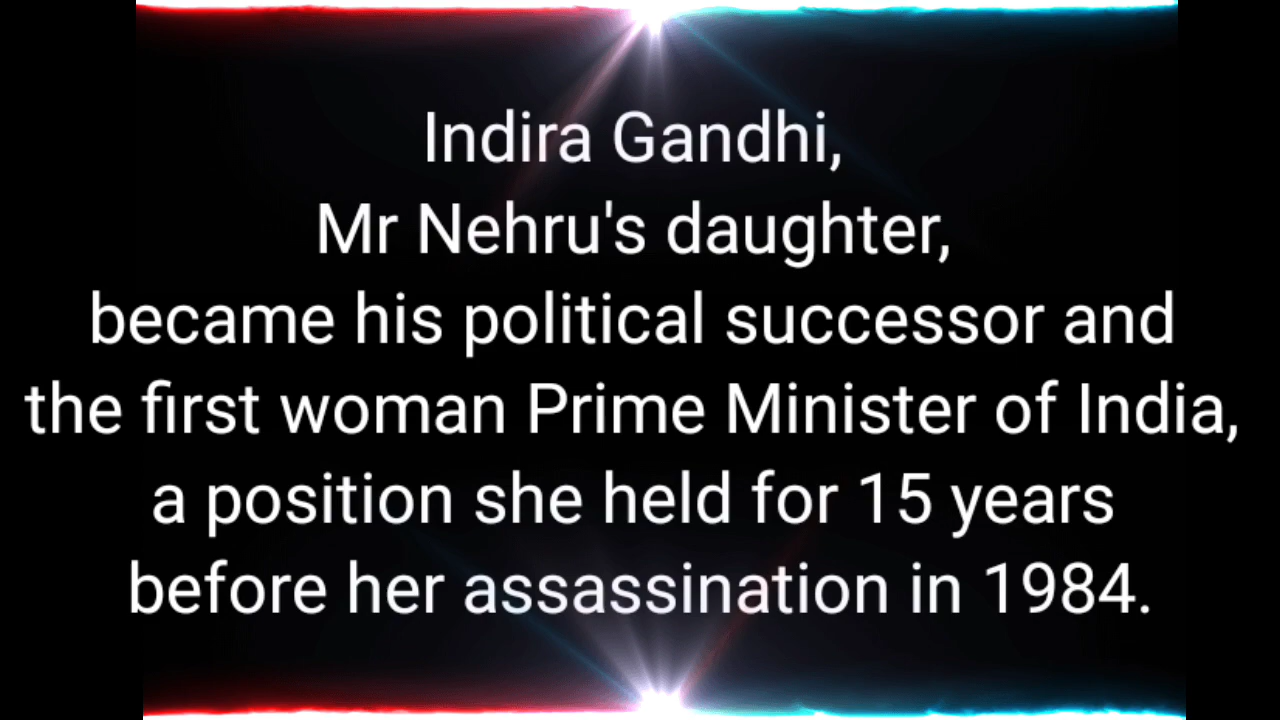 Indira Gandhi,
Mr Nehru's daughter,
became his political successor and
the first woman Prime Minister of India,
a position she held for 15 years
before her assassination in 1984.